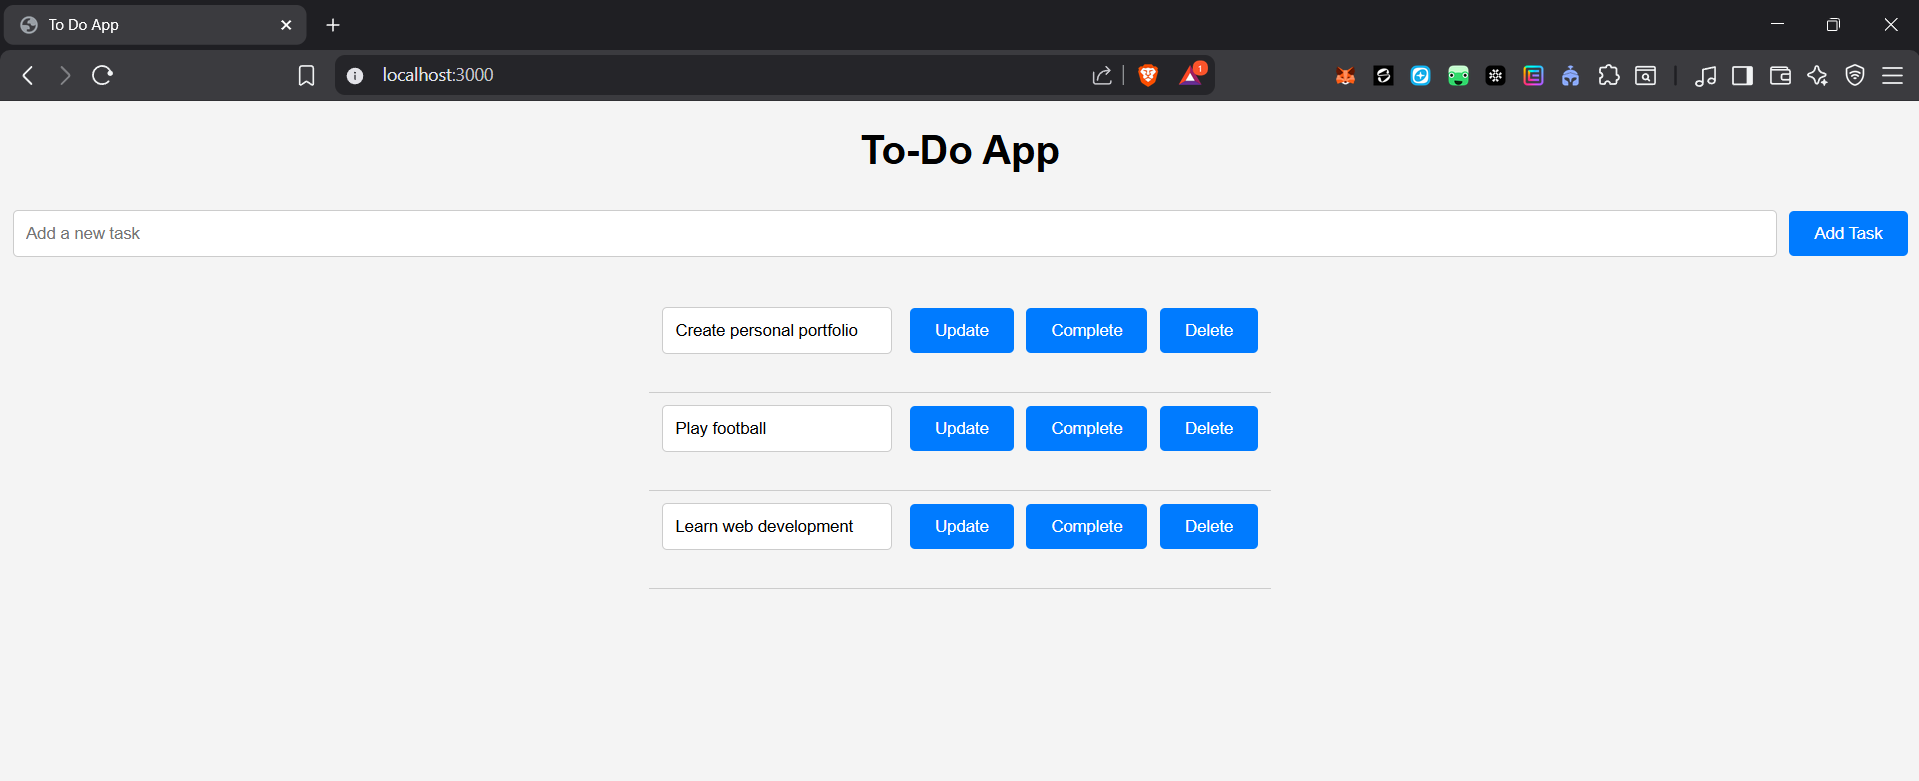 To Do App
localhost:3000
1
To-Do App
Add a new task
Add Task
Create personal portfolio Update Complete Delete
Play football Update Complete Delete
Learn web development Update Complete Delete